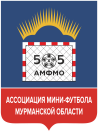 5 5
АМФМО
АССОЦИАЦИЯ МИНИ-ФУТБОЛА
МУРМАНСКОЙ ОБЛАСТИ